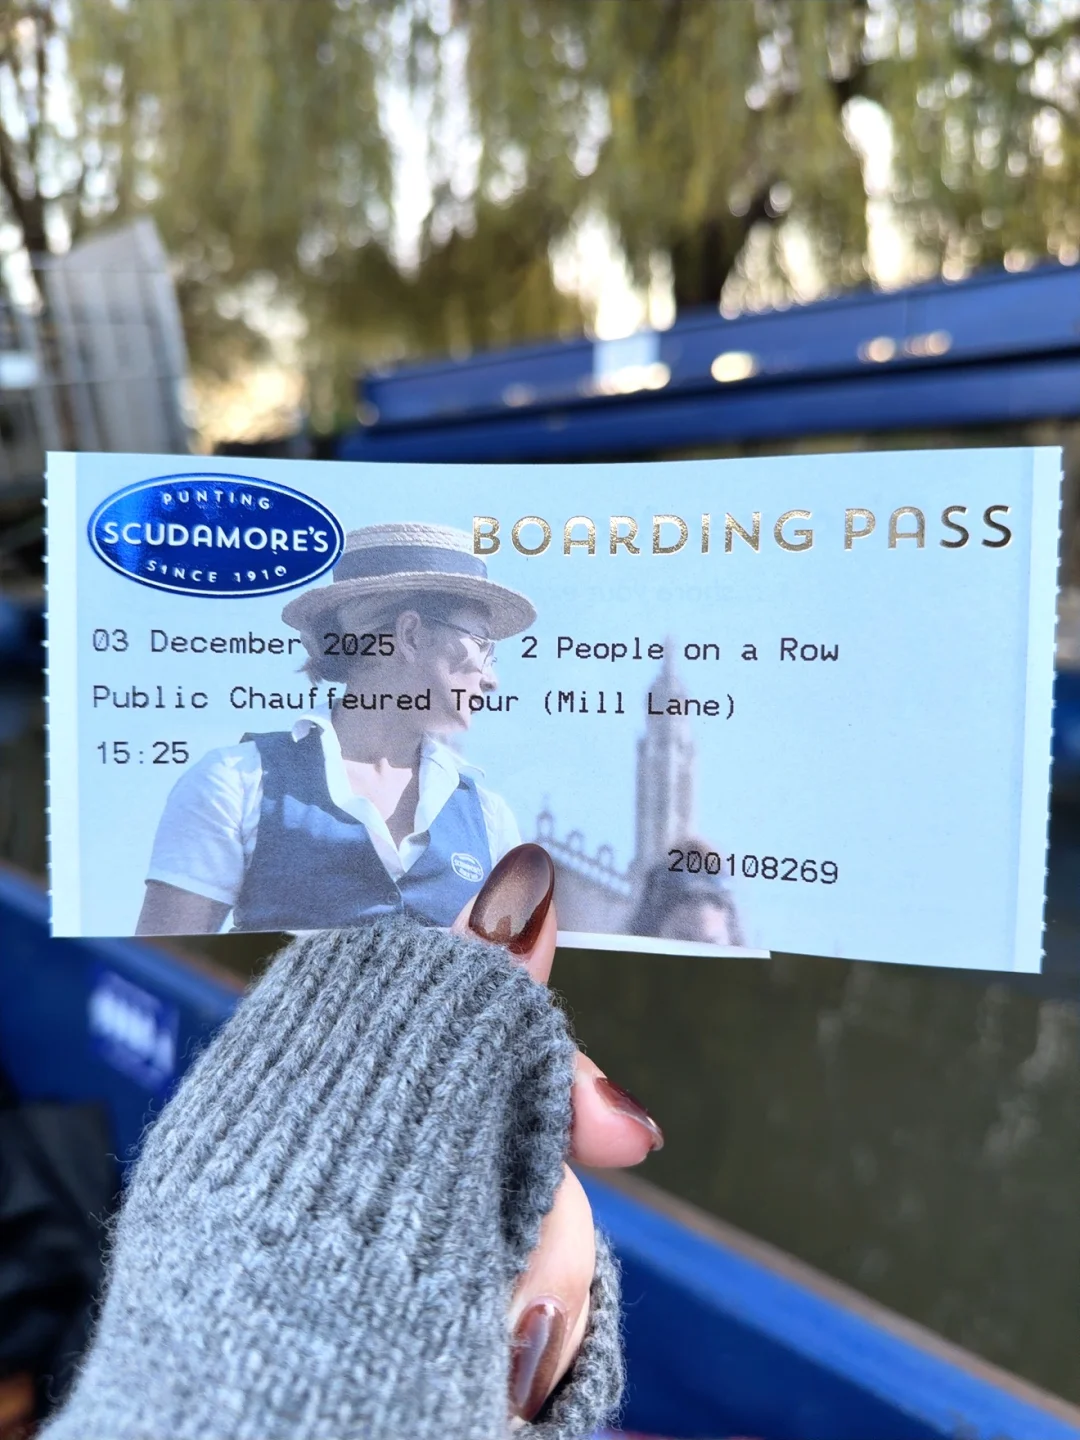 PUNTING
SCUDAMORE'S
SINCE 1910
BOARDING PASS
03 December 2025
2 People on a Row
Public Chauffeured Tour (Mill Lane)
15:25
200108269